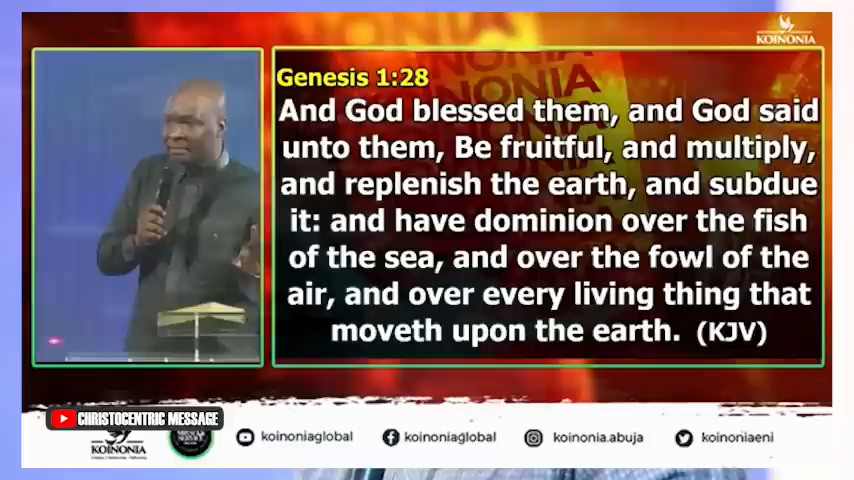 KOINONIA
Genesis 1:28
And God blessed them, and God said
unto them, Be fruitful, and multiply,
and replenish the earth, and subdue
it: and have dominion over the fish
of the sea, and over the fowl of the
air, and over every living thing that
moveth upon the earth. (KJV)
CHRISTOCENTRIC MESSAGE
KOINONIA
MIRACLE
SERVICE
koinoniaglobal
koinoniaglobal
koinonia.abuja
koinoniaeni